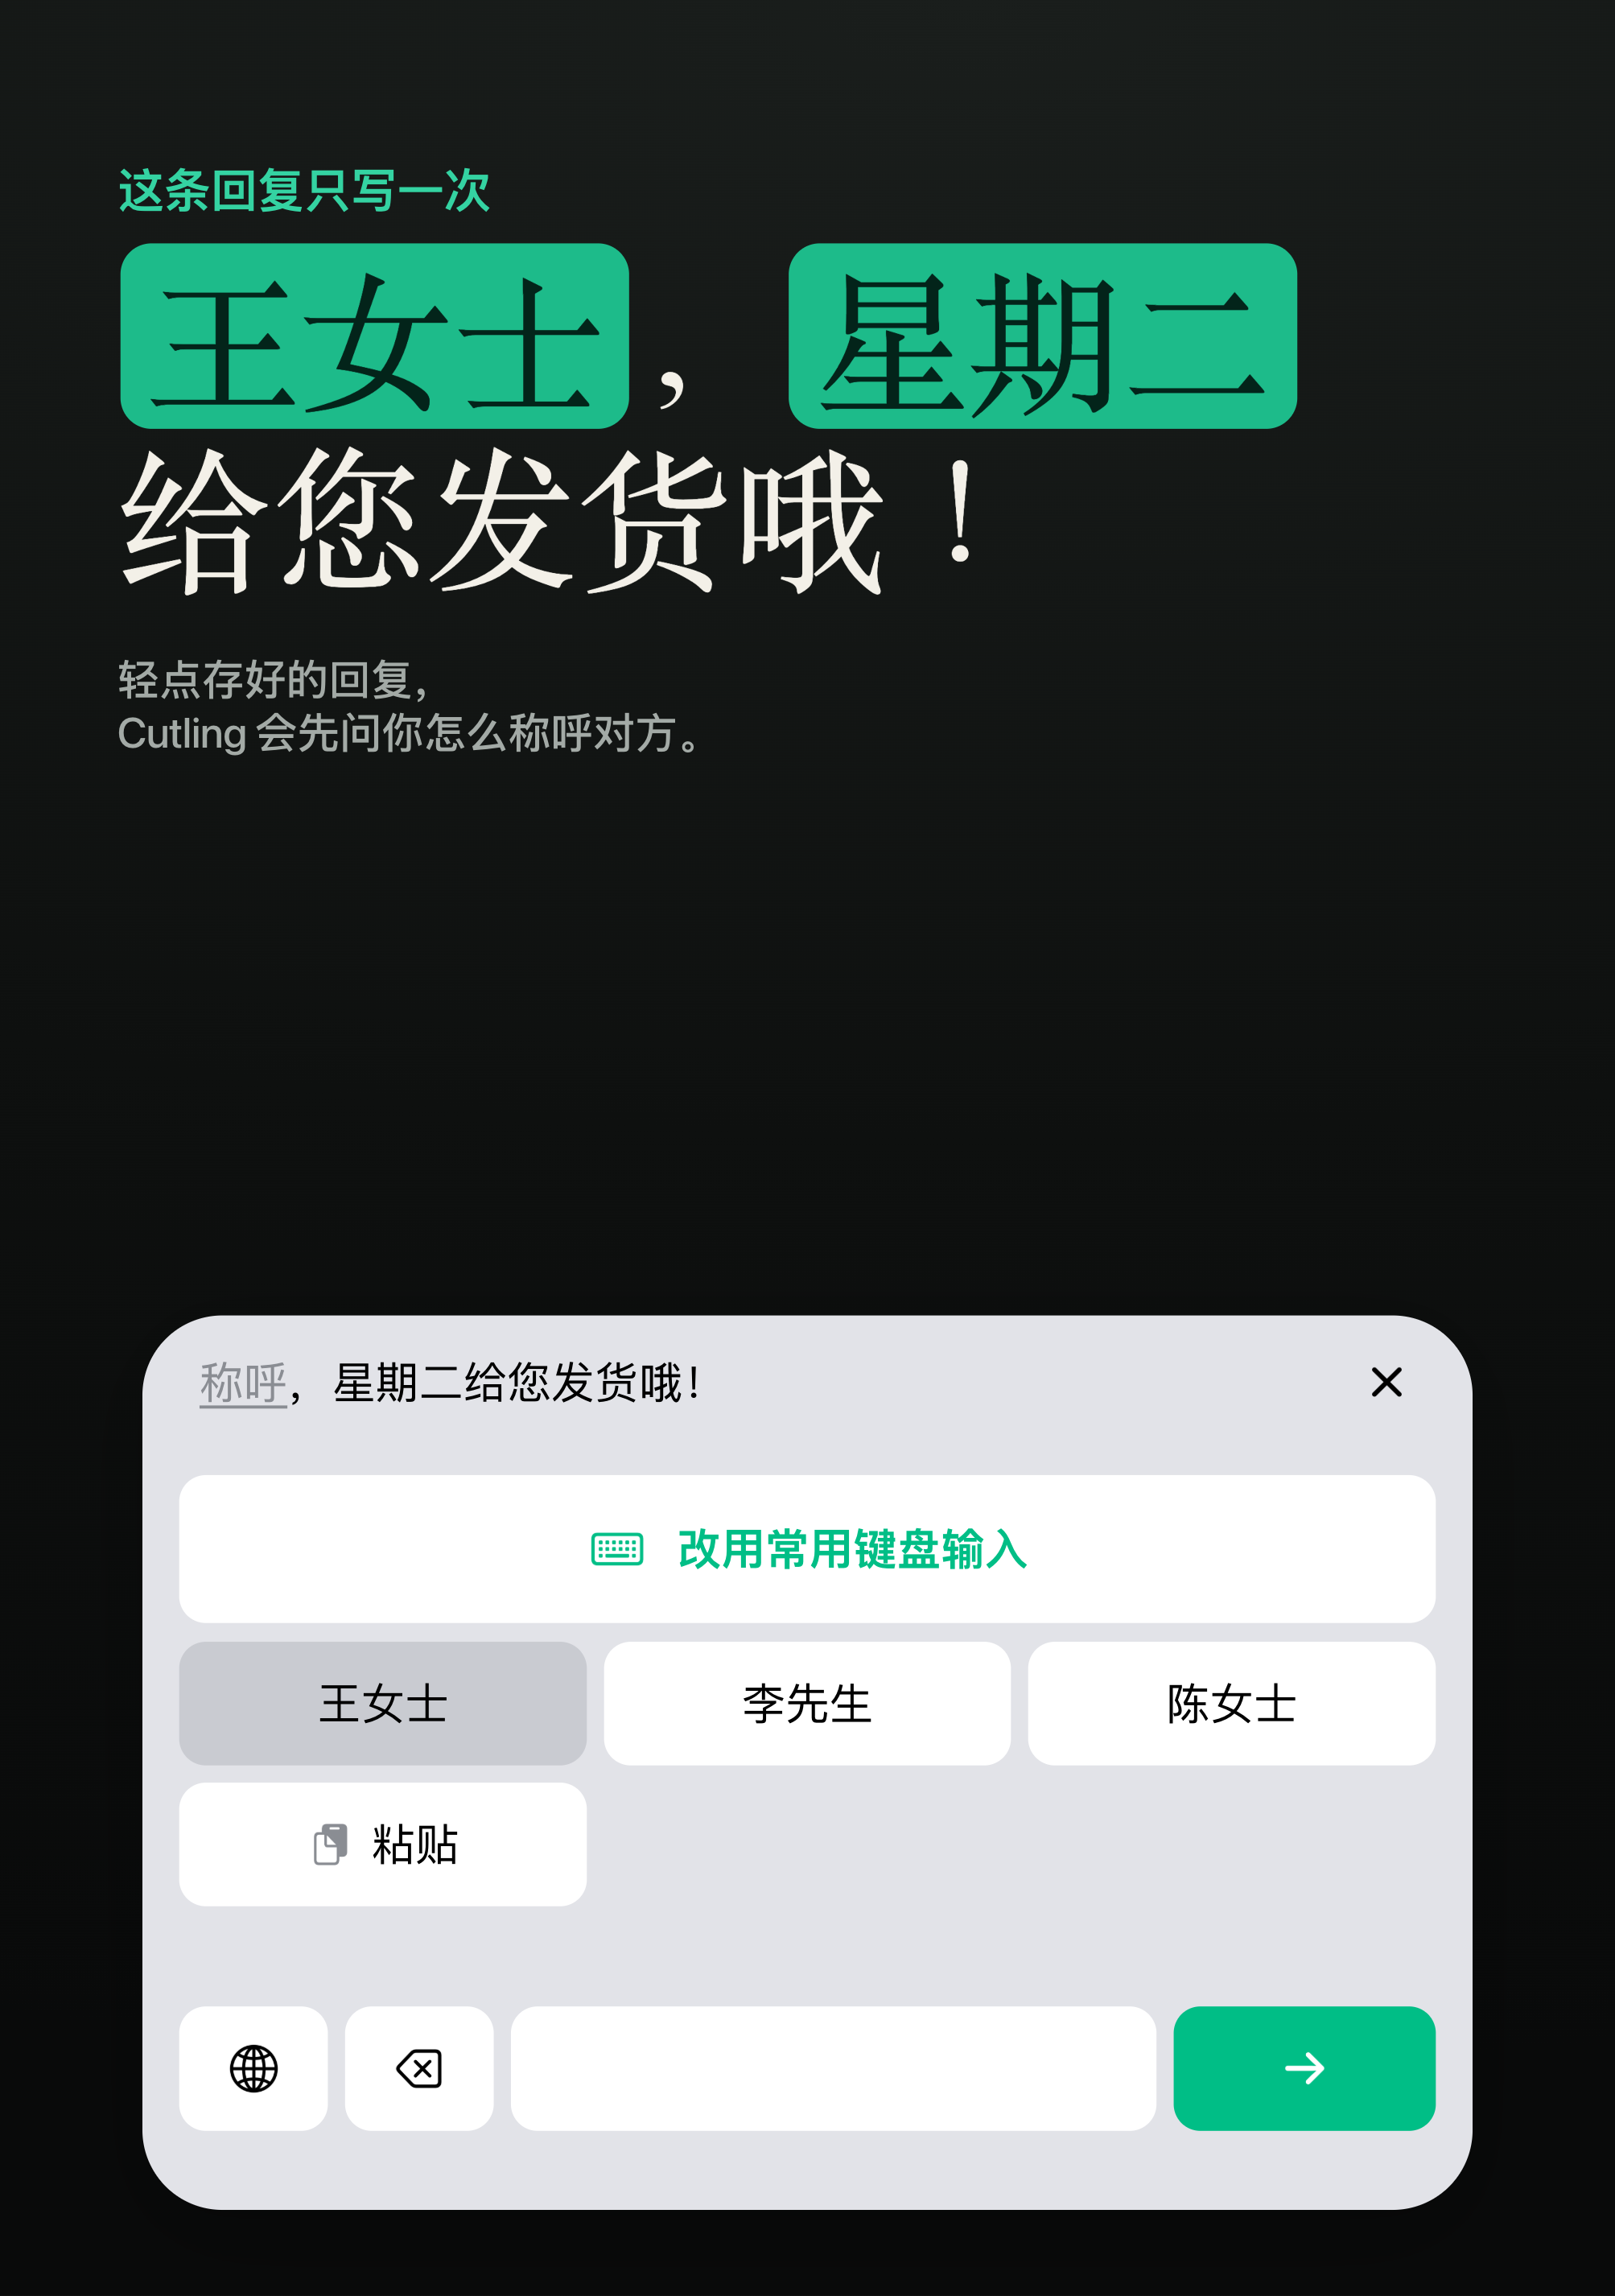 这条回复只写一次
王女士，星期二
给您发货哦！
轻点存好的回复，
Cutling 会先问你怎么称呼对方。
称呼，星期二给您发货哦！
改用常用键盘输入
王女士
李先生
陈女士
粘贴